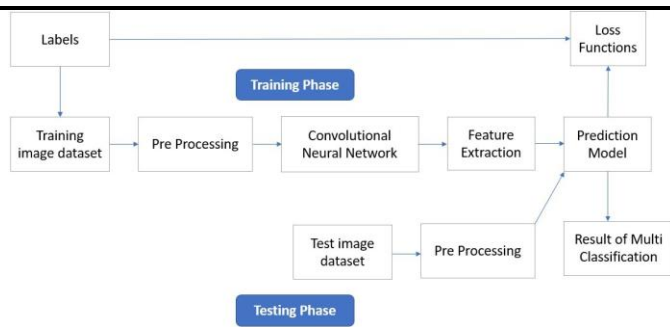 Labels
Loss
Functions
Training Phase
Training
image dataset
Pre Processing
Convolutional
Neural Network
Feature
Extraction
Prediction
Model
Test image
dataset
Pre Processing
Result of Multi
Classification
Testing Phase